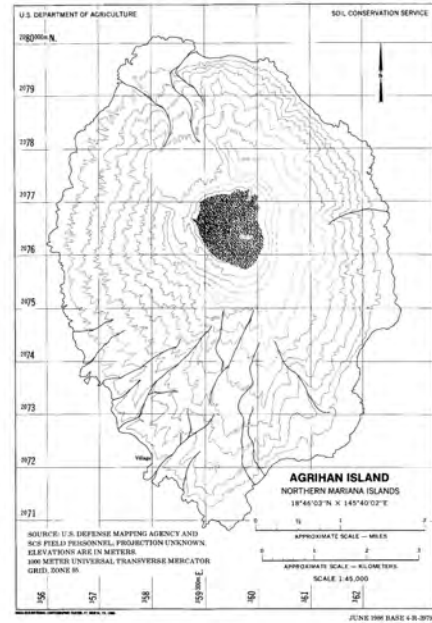 U.S. DEPARTMENT OF AGRICULTURE
SOIL CONSERVATION SERVICE
2080 000m N.
2079
2078
2077
2076
2075
2074
2073
2072
2071
Village
AGRIHAN ISLAND
NORTHERN MARIANA ISLANDS
18°46'03"N X 145°40'02"E
APPROXIMATE SCALE — MILES
APPROXIMATE SCALE — KILOMETERS
SCALE 1:45,000
SOURCE: U.S. DEFENSE MAPPING AGENCY AND
SCS FIELD PERSONNEL; PROJECTION UNKNOWN.
ELEVATIONS ARE IN METERS.
1000 METER UNIVERSAL TRANSVERSE MERCATOR
GRID, ZONE 55.
356
357
358
359 000m E.
360
361
362
JUNE 1986 BASE